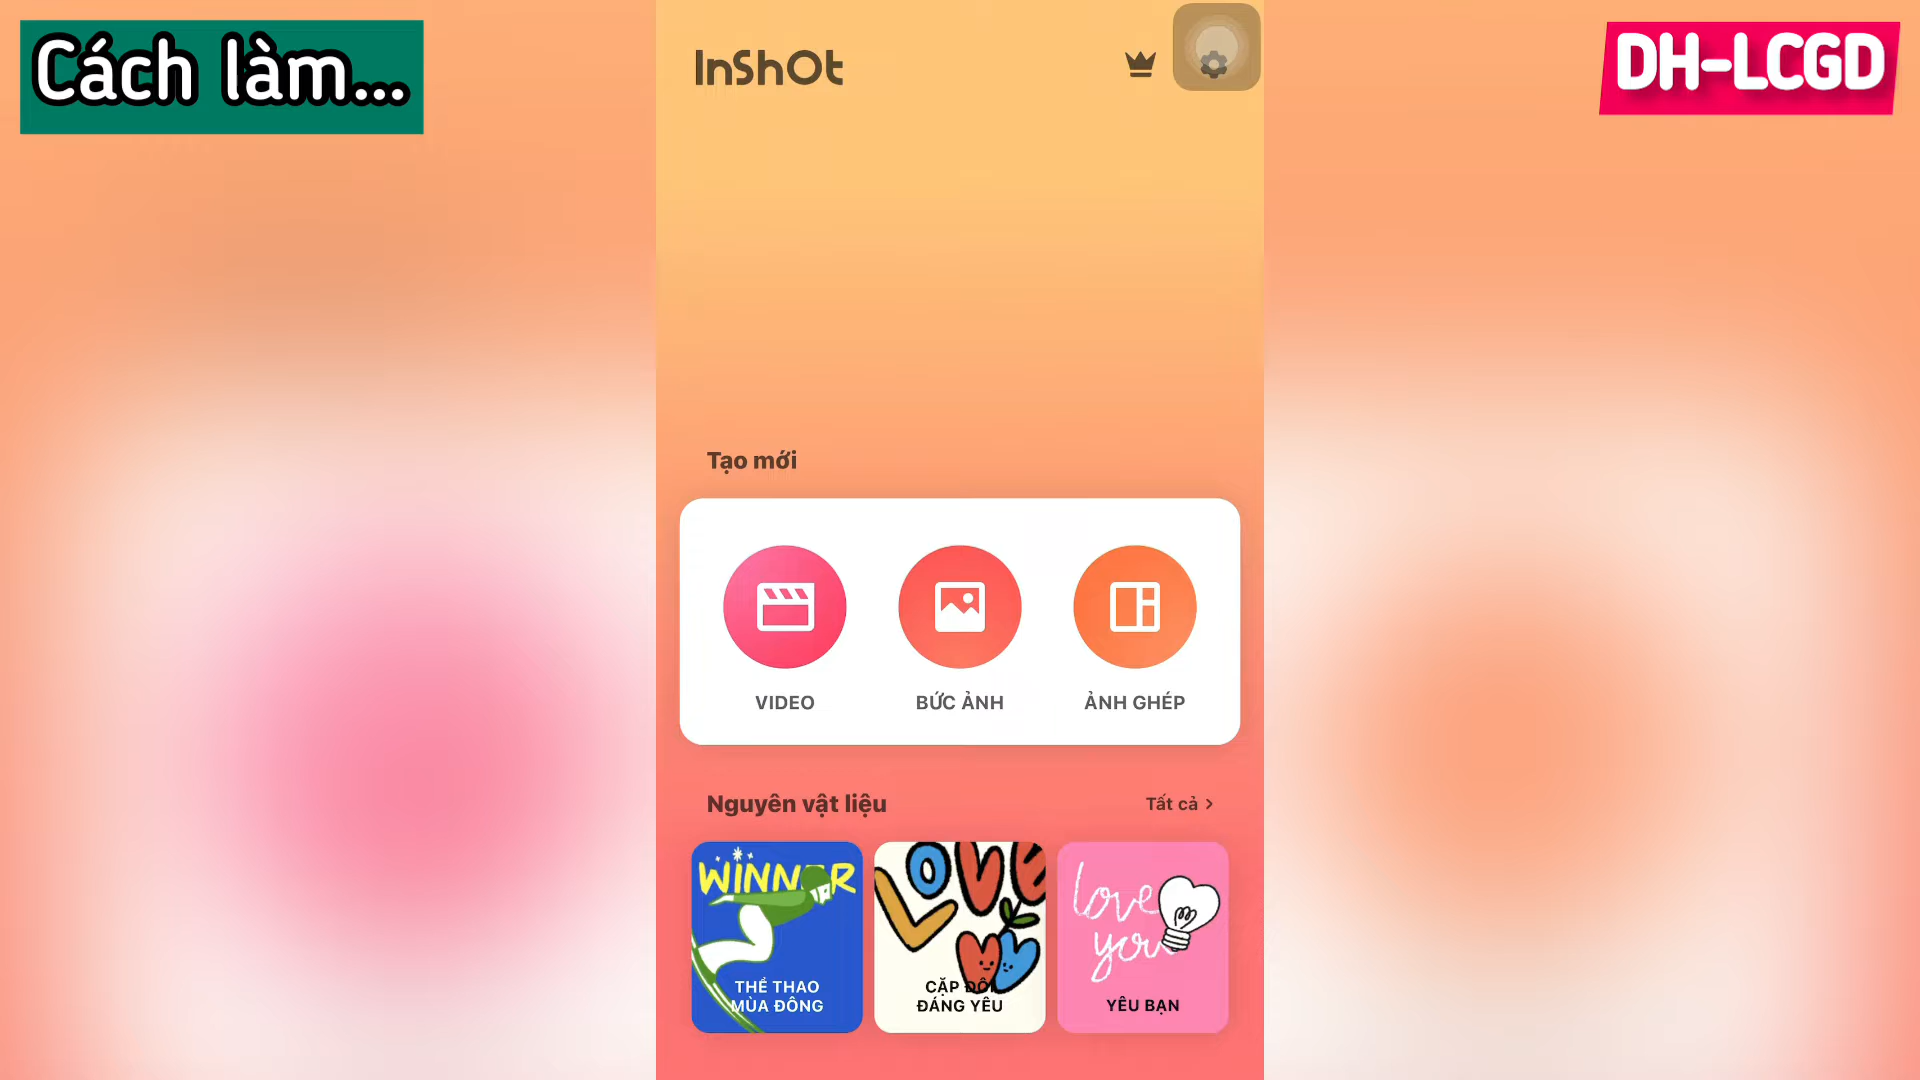 Cách làm...
InShOt
DH-LCGD
Tạo mới
VIDEO
BỨC ẢNH
ẢNH GHÉP
Nguyên vật liệu
Tất cả >
WINNER
THỂ THAO
MÙA ĐÔNG
LOVE
CẶP ĐÔI
ĐÁNG YÊU
love
you
YÊU BẠN